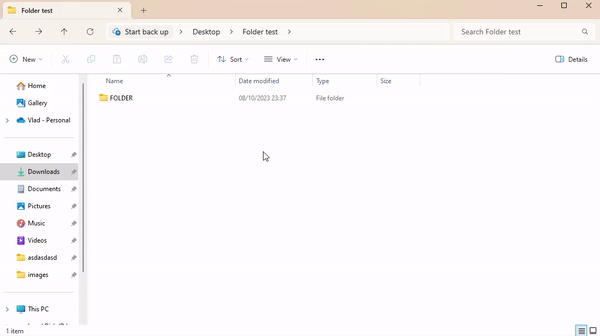 Folder test
Start back up > Desktop > Folder test >
Search Folder test
New
Sort
View
Details
Name
Date modified
Type
Size
FOLDER
08/10/2023 23:37
File folder
Home
Gallery
Vlad - Personal
Desktop
Downloads
Documents
Pictures
Music
Videos
asdasdasd
images
This PC
1 item